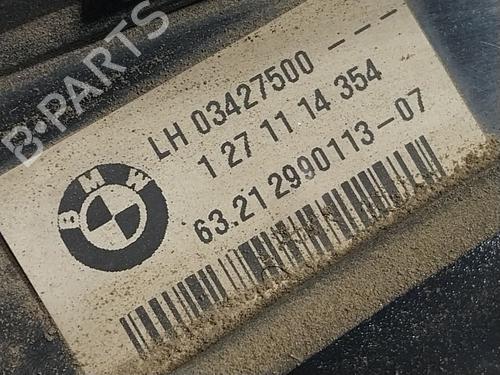 B-PARTS
LH 03427500 ----
1 27 11 14 354
63.21 2990113-07
BMW